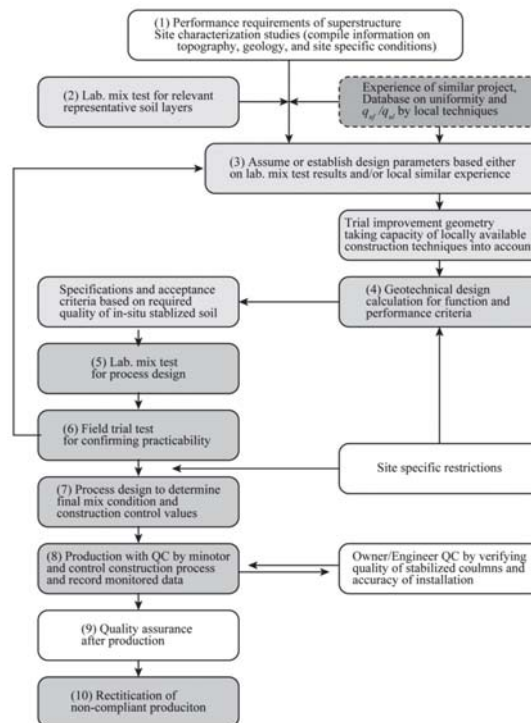 (1) Performance requirements of superstructure
Site characterization studies (compile information on
topography, geology, and site specific conditions)
(2) Lab. mix test for relevant
representative soil layers
Experience of similar project,
Database on uniformity and
q_uf /q_ul by local techniques
(3) Assume or establish design parameters based either
on lab. mix test results and/or local similar experience
Trial improvement geometry
taking capacity of locally available
construction techniques into accoun
Specifications and acceptance
criteria based on required
quality of in-situ stablized soil
(4) Geotechnical design
calculation for function and
performance criteria
(5) Lab. mix test
for process design
(6) Field trial test
for confirming practicability
Site specific restrictions
(7) Process design to determine
final mix condition and
construction control values
(8) Production with QC by minotor
and control construction process
and record monitored data
Owner/Engineer QC by verifying
quality of stabilized coulmns and
accuracy of installation
(9) Quality assurance
after production
(10) Rectitication of
non-compliant produciton